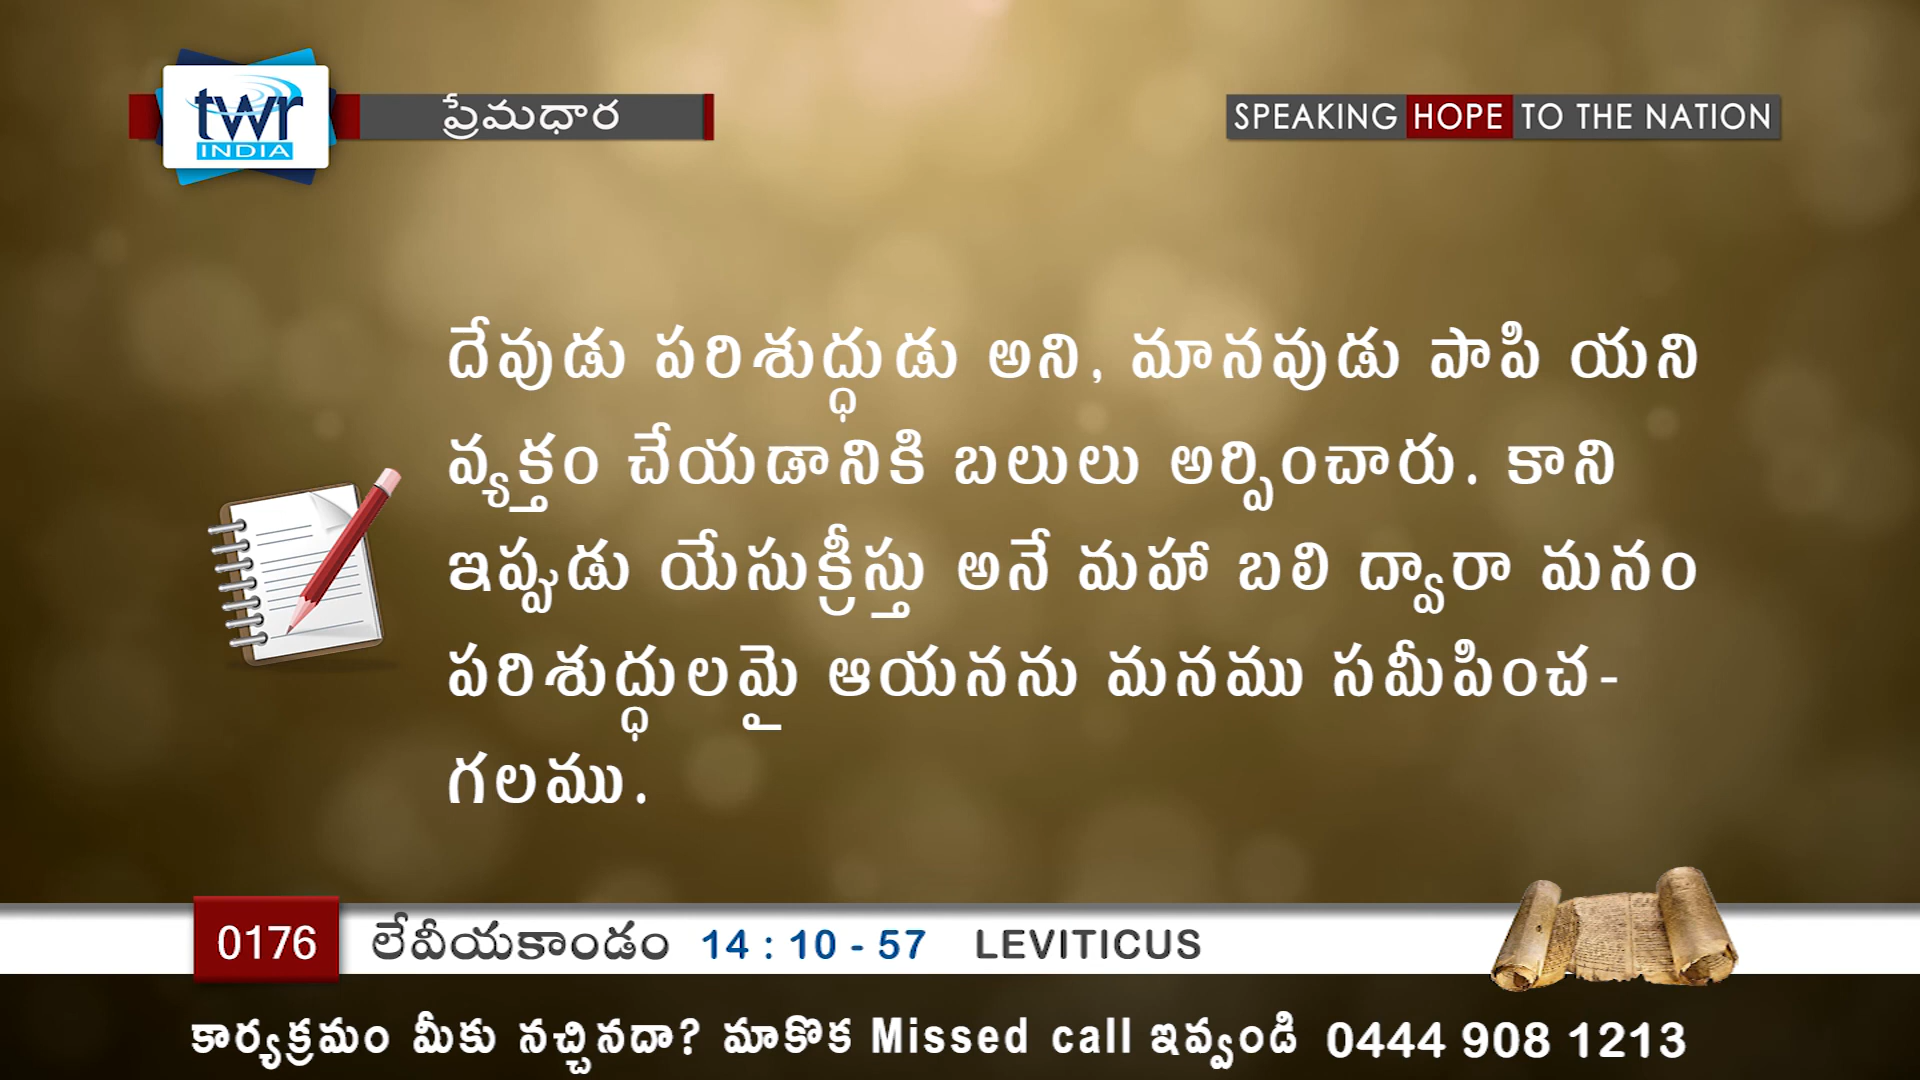 twr
INDIA
ప్రేమధార
SPEAKING HOPE TO THE NATION
దేవుడు పరిశుద్ధుడు అని, మానవుడు పాపి యని
వ్యక్తం చేయడానికి బలులు అర్పించారు. కాని
ఇప్పుడు యేసుక్రీస్తు అనే మహా బలి ద్వారా మనం
పరిశుద్ధులమై ఆయనను మనము సమీపించ-
గలము.
0176 లేవీయకాండం 14 : 10 - 57 LEVITICUS
కార్యక్రమం మీకు నచ్చినదా? మాకొక Missed call ఇవ్వండి 0444 908 1213